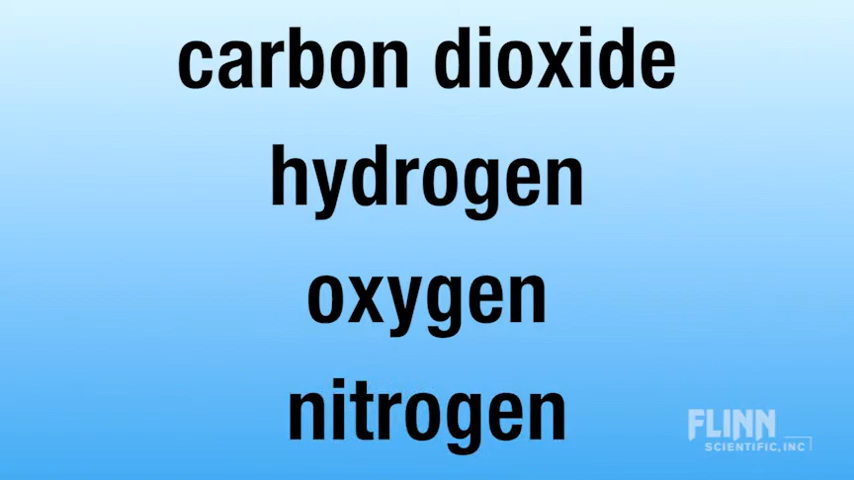 carbon dioxide
hydrogen
oxygen
nitrogen
FLINN
SCIENTIFIC, INC